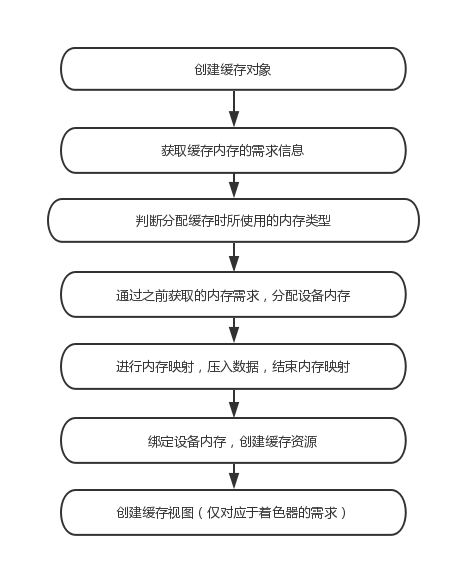 创建缓存对象
获取缓存内存的需求信息
判断分配缓存时所使用的内存类型
通过之前获取的内存需求，分配设备内存
进行内存映射，压入数据，结束内存映射
绑定设备内存，创建缓存资源
创建缓存视图（仅对应于着色器的需求）